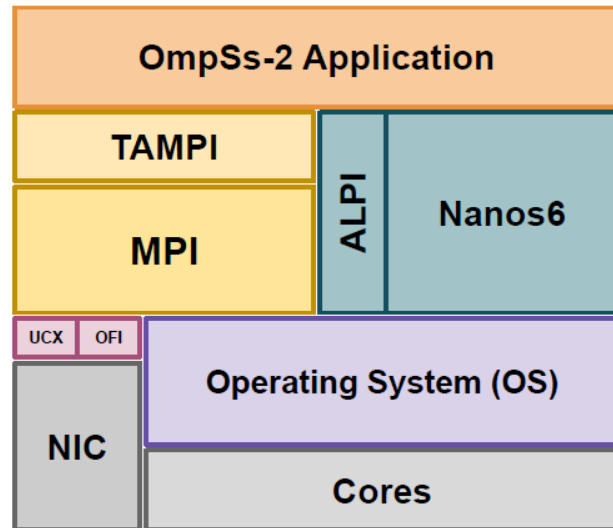 OmpSs-2 Application
TAMPI
ALPI
Nanos6
MPI
UCX
OFI
Operating System (OS)
NIC
Cores